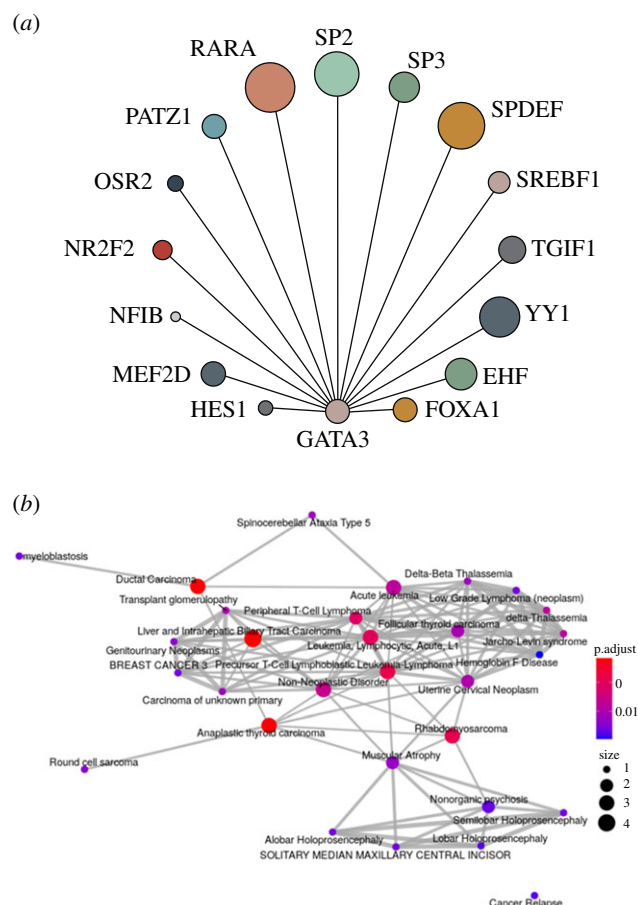 (a)
RARA
SP2
SP3
SPDEF
PATZ1
OSR2
SREBF1
NR2F2
TGIF1
NFIB
YY1
MEF2D
EHF
HES1
FOXA1
GATA3
(b)
Spinocerebellar Ataxia Type 5
myeloblastosis
Ductal Carcinoma
Delta-Beta Thalassemia
Acute leukemia
Low Grade Lymphoma (neoplasm)
Transplant glomerulopathy
Peripheral T-Cell Lymphoma
Follicular thyroid carcinoma
delta-Thalassemia
Liver and Intrahepatic Biliary Tract Carcinoma
Genitourinary Neoplasms
Leukemia, Lymphocytic, Acute, L1
Jarcho-Levin syndrome
BREAST CANCER 3
Precursor T-Cell Lymphoblastic Leukemia-Lymphoma
Hemoglobin F Disease
Non-Neoplastic Disorder
Uterine Cervical Neoplasm
Carcinoma of unknown primary
Anaplastic thyroid carcinoma
Rhabdomyosarcoma
Round cell sarcoma
Muscular Atrophy
Nonorganic psychosis
Semilobar Holoprosencephaly
Alobar Holoprosencephaly
Lobar Holoprosencephaly
SOLITARY MEDIAN MAXILLARY CENTRAL INCISOR
Cancer Relapse
p.adjust
0
0.01
size
1
2
3
4